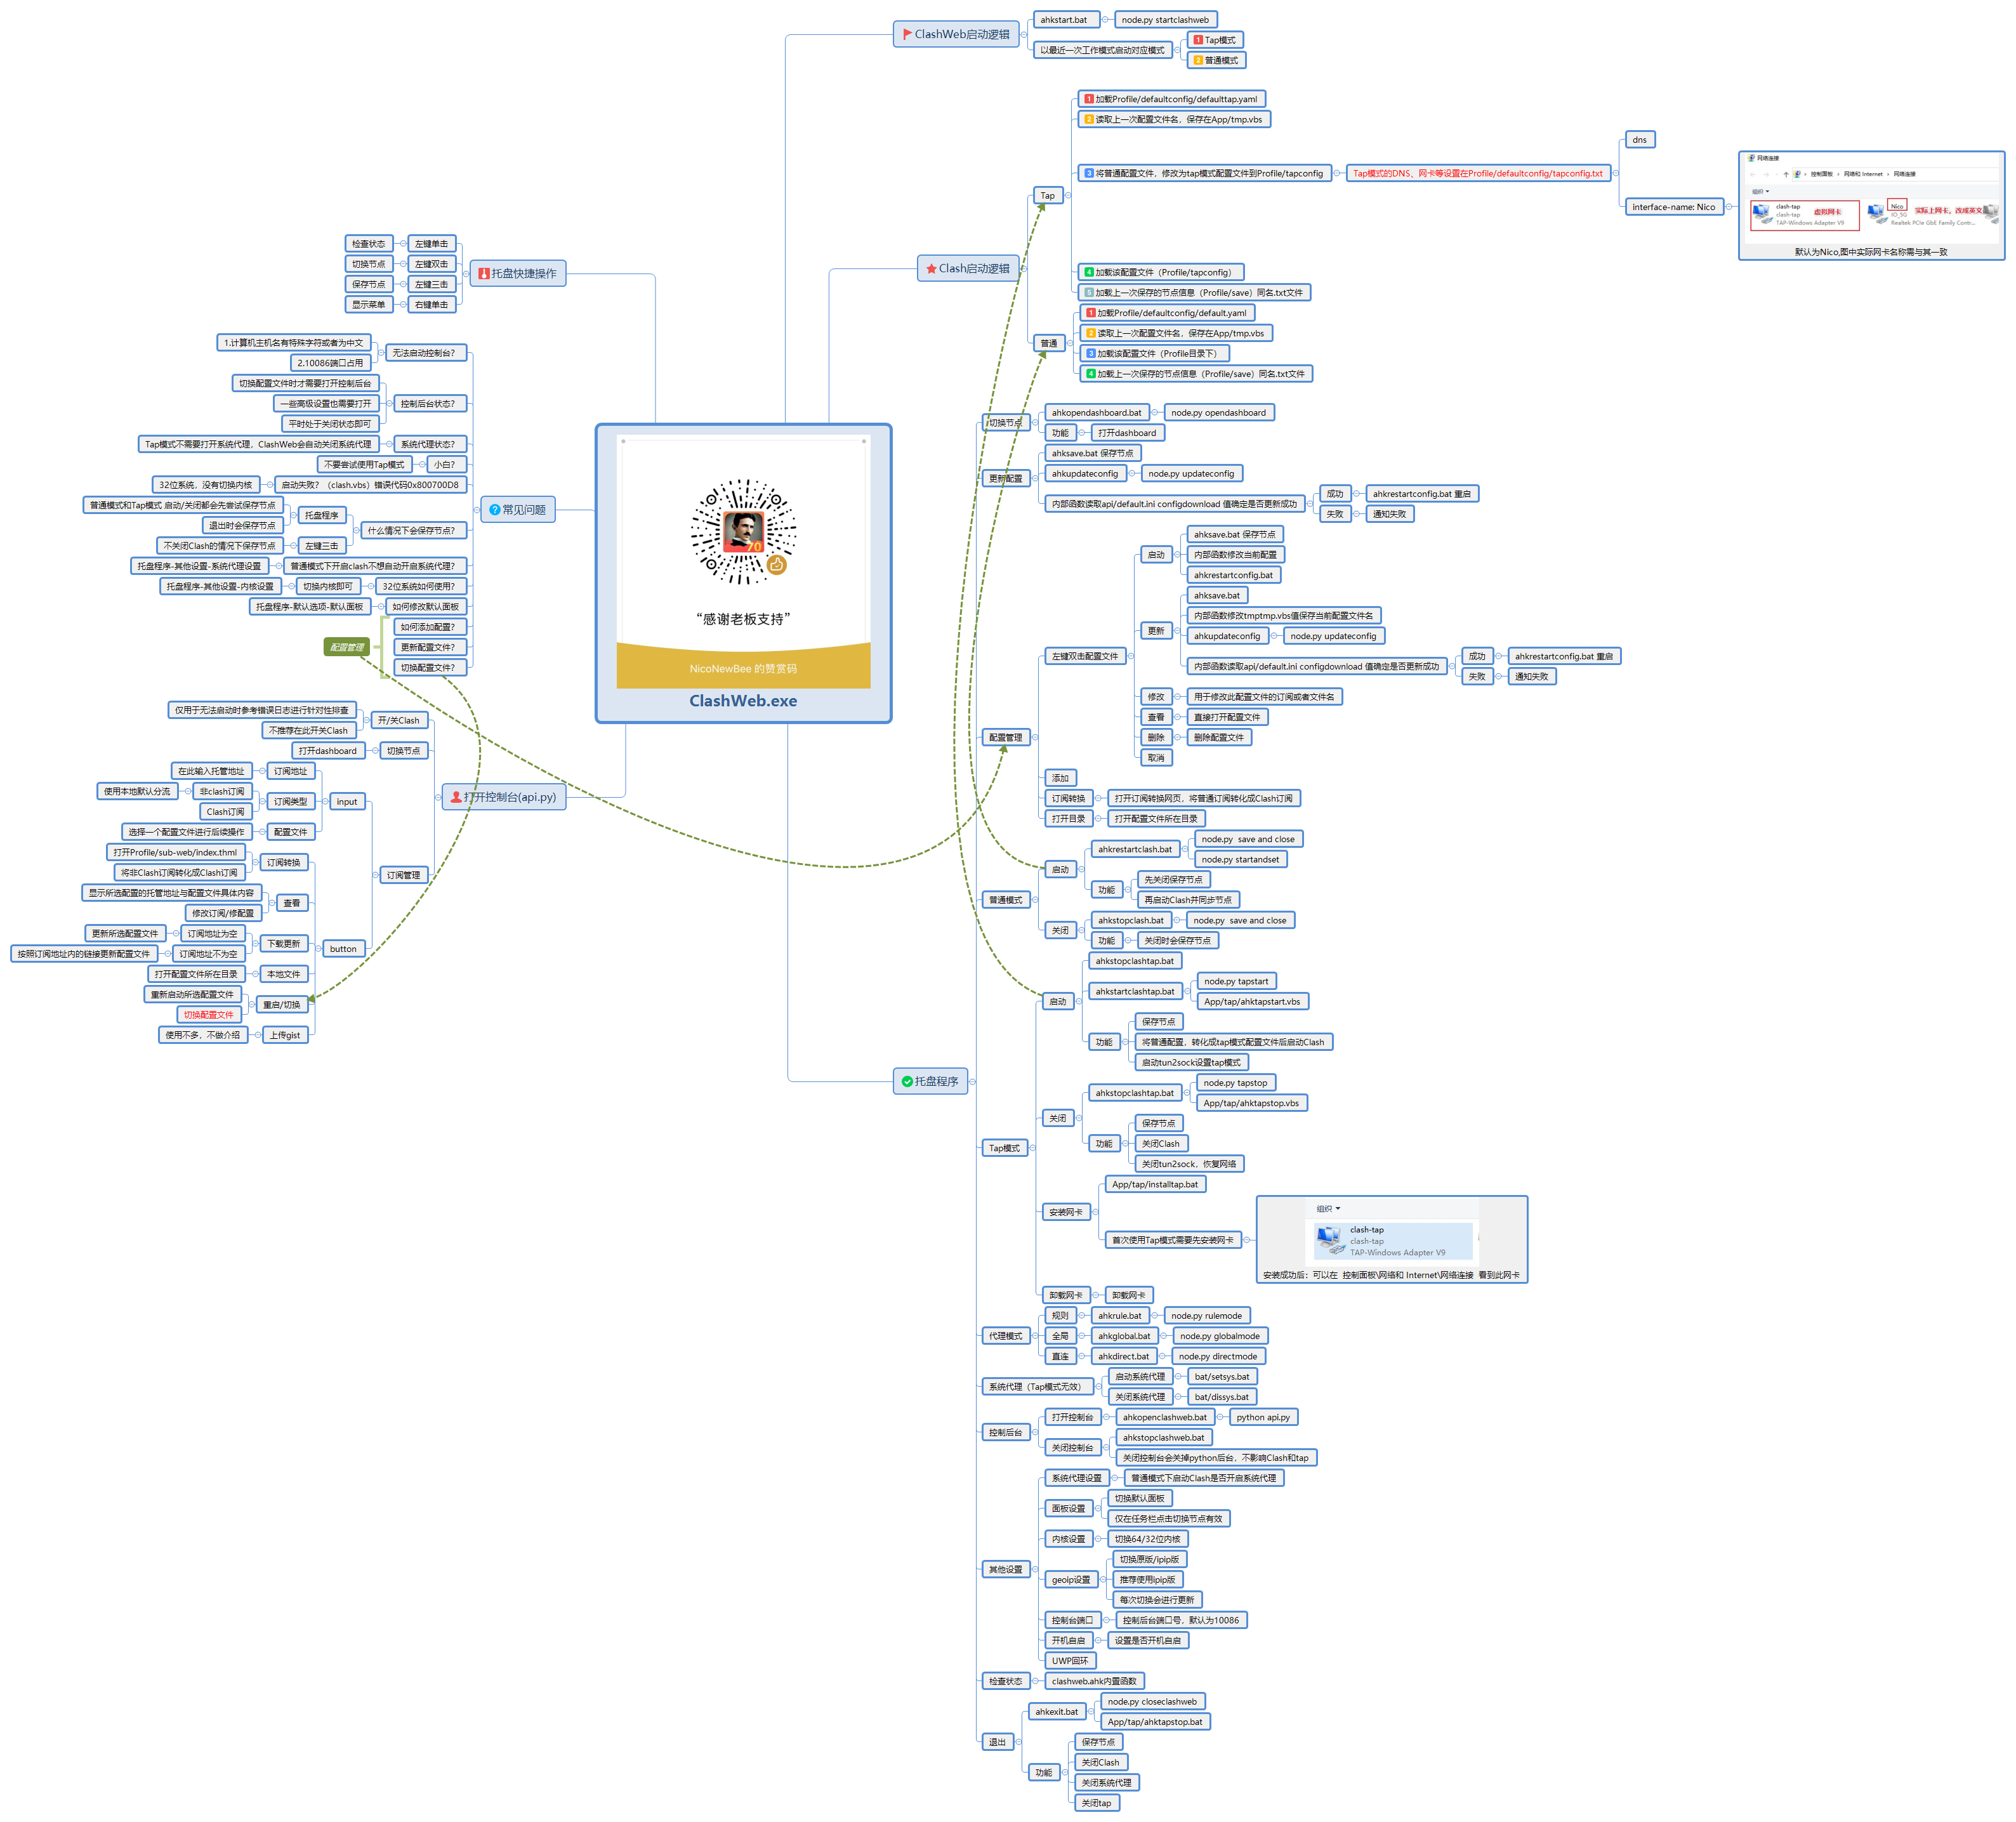 ClashWeb启动逻辑
ahkstart.bat
node.py startclashweb
以最近一次工作模式启动对应模式
1 Tap模式
2 普通模式
Clash启动逻辑
Tap
1 加载Profile/defaultconfig/defaulttap.yaml
2 读取上一次配置文件名，保存在App/tmp.vbs
3 将普通配置文件，修改为tap模式配置文件到Profile/tapconfig
Tap模式的DNS、网卡等设置在Profile/defaultconfig/tapconfig.txt
dns
interface-name: Nico
网络连接
控制面板 › 网络和 Internet › 网络连接
组织
clash-tap
clash-tap
TAP-Windows Adapter V9
虚拟网卡
Nico
IO_5G
Realtek PCIe GbE Family Contr...
实际上网卡，改成英文
默认为Nico,图中实际网卡名称需与其一致
4 加载该配置文件（Profile/tapconfig）
5 加载上一次保存的节点信息（Profile/save）同名.txt文件
普通
1 加载Profile/defaultconfig/default.yaml
2 读取上一次配置文件名，保存在App/tmp.vbs
3 加载该配置文件（Profile目录下）
4 加载上一次保存的节点信息（Profile/save）同名.txt文件
托盘快捷操作
左键单击
检查状态
左键双击
切换节点
左键三击
保存节点
右键单击
显示菜单
常见问题
无法启动控制台？
1.计算机主机名有特殊字符或者为中文
2.10086端口占用
控制后台状态？
切换配置文件时才需要打开控制后台
一些高级设置也需要打开
平时处于关闭状态即可
系统代理状态？
Tap模式不需要打开系统代理，ClashWeb会自动关闭系统代理
小白？
不要尝试使用Tap模式
启动失败？（clash.vbs）错误代码0x800700D8
32位系统，没有切换内核
什么情况下会保存节点？
托盘程序
普通模式和Tap模式 启动/关闭都会先尝试保存节点
退出时会保存节点
左键三击
不关闭Clash的情况下保存节点
普通模式下开启clash不想自动开启系统代理？
托盘程序-其他设置-系统代理设置
32位系统如何使用？
切换内核即可
托盘程序-其他设置-内核设置
如何修改默认面板
托盘程序-默认选项-默认面板
如何添加配置？
更新配置文件？
切换配置文件？
配置管理
“感谢老板支持”
NicoNewBee 的赞赏码
ClashWeb.exe
打开控制台(api.py)
开/关Clash
仅用于无法启动时参考错误日志进行针对性排查
不推荐在此开关Clash
切换节点
打开dashboard
订阅管理
input
订阅地址
在此输入托管地址
订阅类型
非clash订阅
使用本地默认分流
Clash订阅
配置文件
选择一个配置文件进行后续操作
button
订阅转换
打开Profile/sub-web/index.thml
将非Clash订阅转化成Clash订阅
查看
显示所选配置的托管地址与配置文件具体内容
修改订阅/修配置
下载更新
订阅地址为空
更新所选配置文件
订阅地址不为空
按照订阅地址内的链接更新配置文件
本地文件
打开配置文件所在目录
重启/切换
重新启动所选配置文件
切换配置文件
上传gist
使用不多，不做介绍
托盘程序
切换节点
ahkopendashboard.bat
node.py opendashboard
功能
打开dashboard
更新配置
ahksave.bat 保存节点
ahkupdateconfig
node.py updateconfig
内部函数读取api/default.ini configdownload 值确定是否更新成功
成功
ahkrestartconfig.bat 重启
失败
通知失败
配置管理
左键双击配置文件
启动
ahksave.bat 保存节点
内部函数修改当前配置
ahkrestartconfig.bat
更新
ahksave.bat
内部函数修改tmptmp.vbs值保存当前配置文件名
ahkupdateconfig
node.py updateconfig
内部函数读取api/default.ini configdownload 值确定是否更新成功
成功
ahkrestartconfig.bat 重启
失败
通知失败
修改
用于修改此配置文件的订阅或者文件名
查看
直接打开配置文件
删除
删除配置文件
取消
添加
订阅转换
打开订阅转换网页，将普通订阅转化成Clash订阅
打开目录
打开配置文件所在目录
普通模式
启动
ahkrestartclash.bat
node.py  save and close
node.py startandset
功能
先关闭保存节点
再启动Clash并同步节点
关闭
ahkstopclash.bat
node.py  save and close
功能
关闭时会保存节点
Tap模式
启动
ahkstopclashtap.bat
ahkstartclashtap.bat
node.py tapstart
App/tap/ahktapstart.vbs
功能
保存节点
将普通配置，转化成tap模式配置文件后启动Clash
启动tun2sock设置tap模式
关闭
ahkstopclashtap.bat
node.py tapstop
App/tap/ahktapstop.vbs
功能
保存节点
关闭Clash
关闭tun2sock，恢复网络
安装网卡
App/tap/installtap.bat
首次使用Tap模式需要先安装网卡
组织
clash-tap
clash-tap
TAP-Windows Adapter V9
安装成功后：可以在 控制面板\网络和 Internet\网络连接 看到此网卡
卸载网卡
卸载网卡
代理模式
规则
ahkrule.bat
node.py rulemode
全局
ahkglobal.bat
node.py globalmode
直连
ahkdirect.bat
node.py directmode
系统代理（Tap模式无效）
启动系统代理
bat/setsys.bat
关闭系统代理
bat/dissys.bat
控制后台
打开控制台
ahkopenclashweb.bat
python api.py
关闭控制台
ahkstopclashweb.bat
关闭控制台会关掉python后台，不影响Clash和tap
其他设置
系统代理设置
普通模式下启动Clash是否开启系统代理
面板设置
切换默认面板
仅在任务栏点击切换节点有效
内核设置
切换64/32位内核
geoip设置
切换原版/ipip版
推荐使用ipip版
每次切换会进行更新
控制台端口
控制后台端口号，默认为10086
开机自启
设置是否开机自启
UWP回环
检查状态
clashweb.ahk内置函数
退出
ahkexit.bat
node.py closeclashweb
App/tap/ahktapstop.bat
功能
保存节点
关闭Clash
关闭系统代理
关闭tap